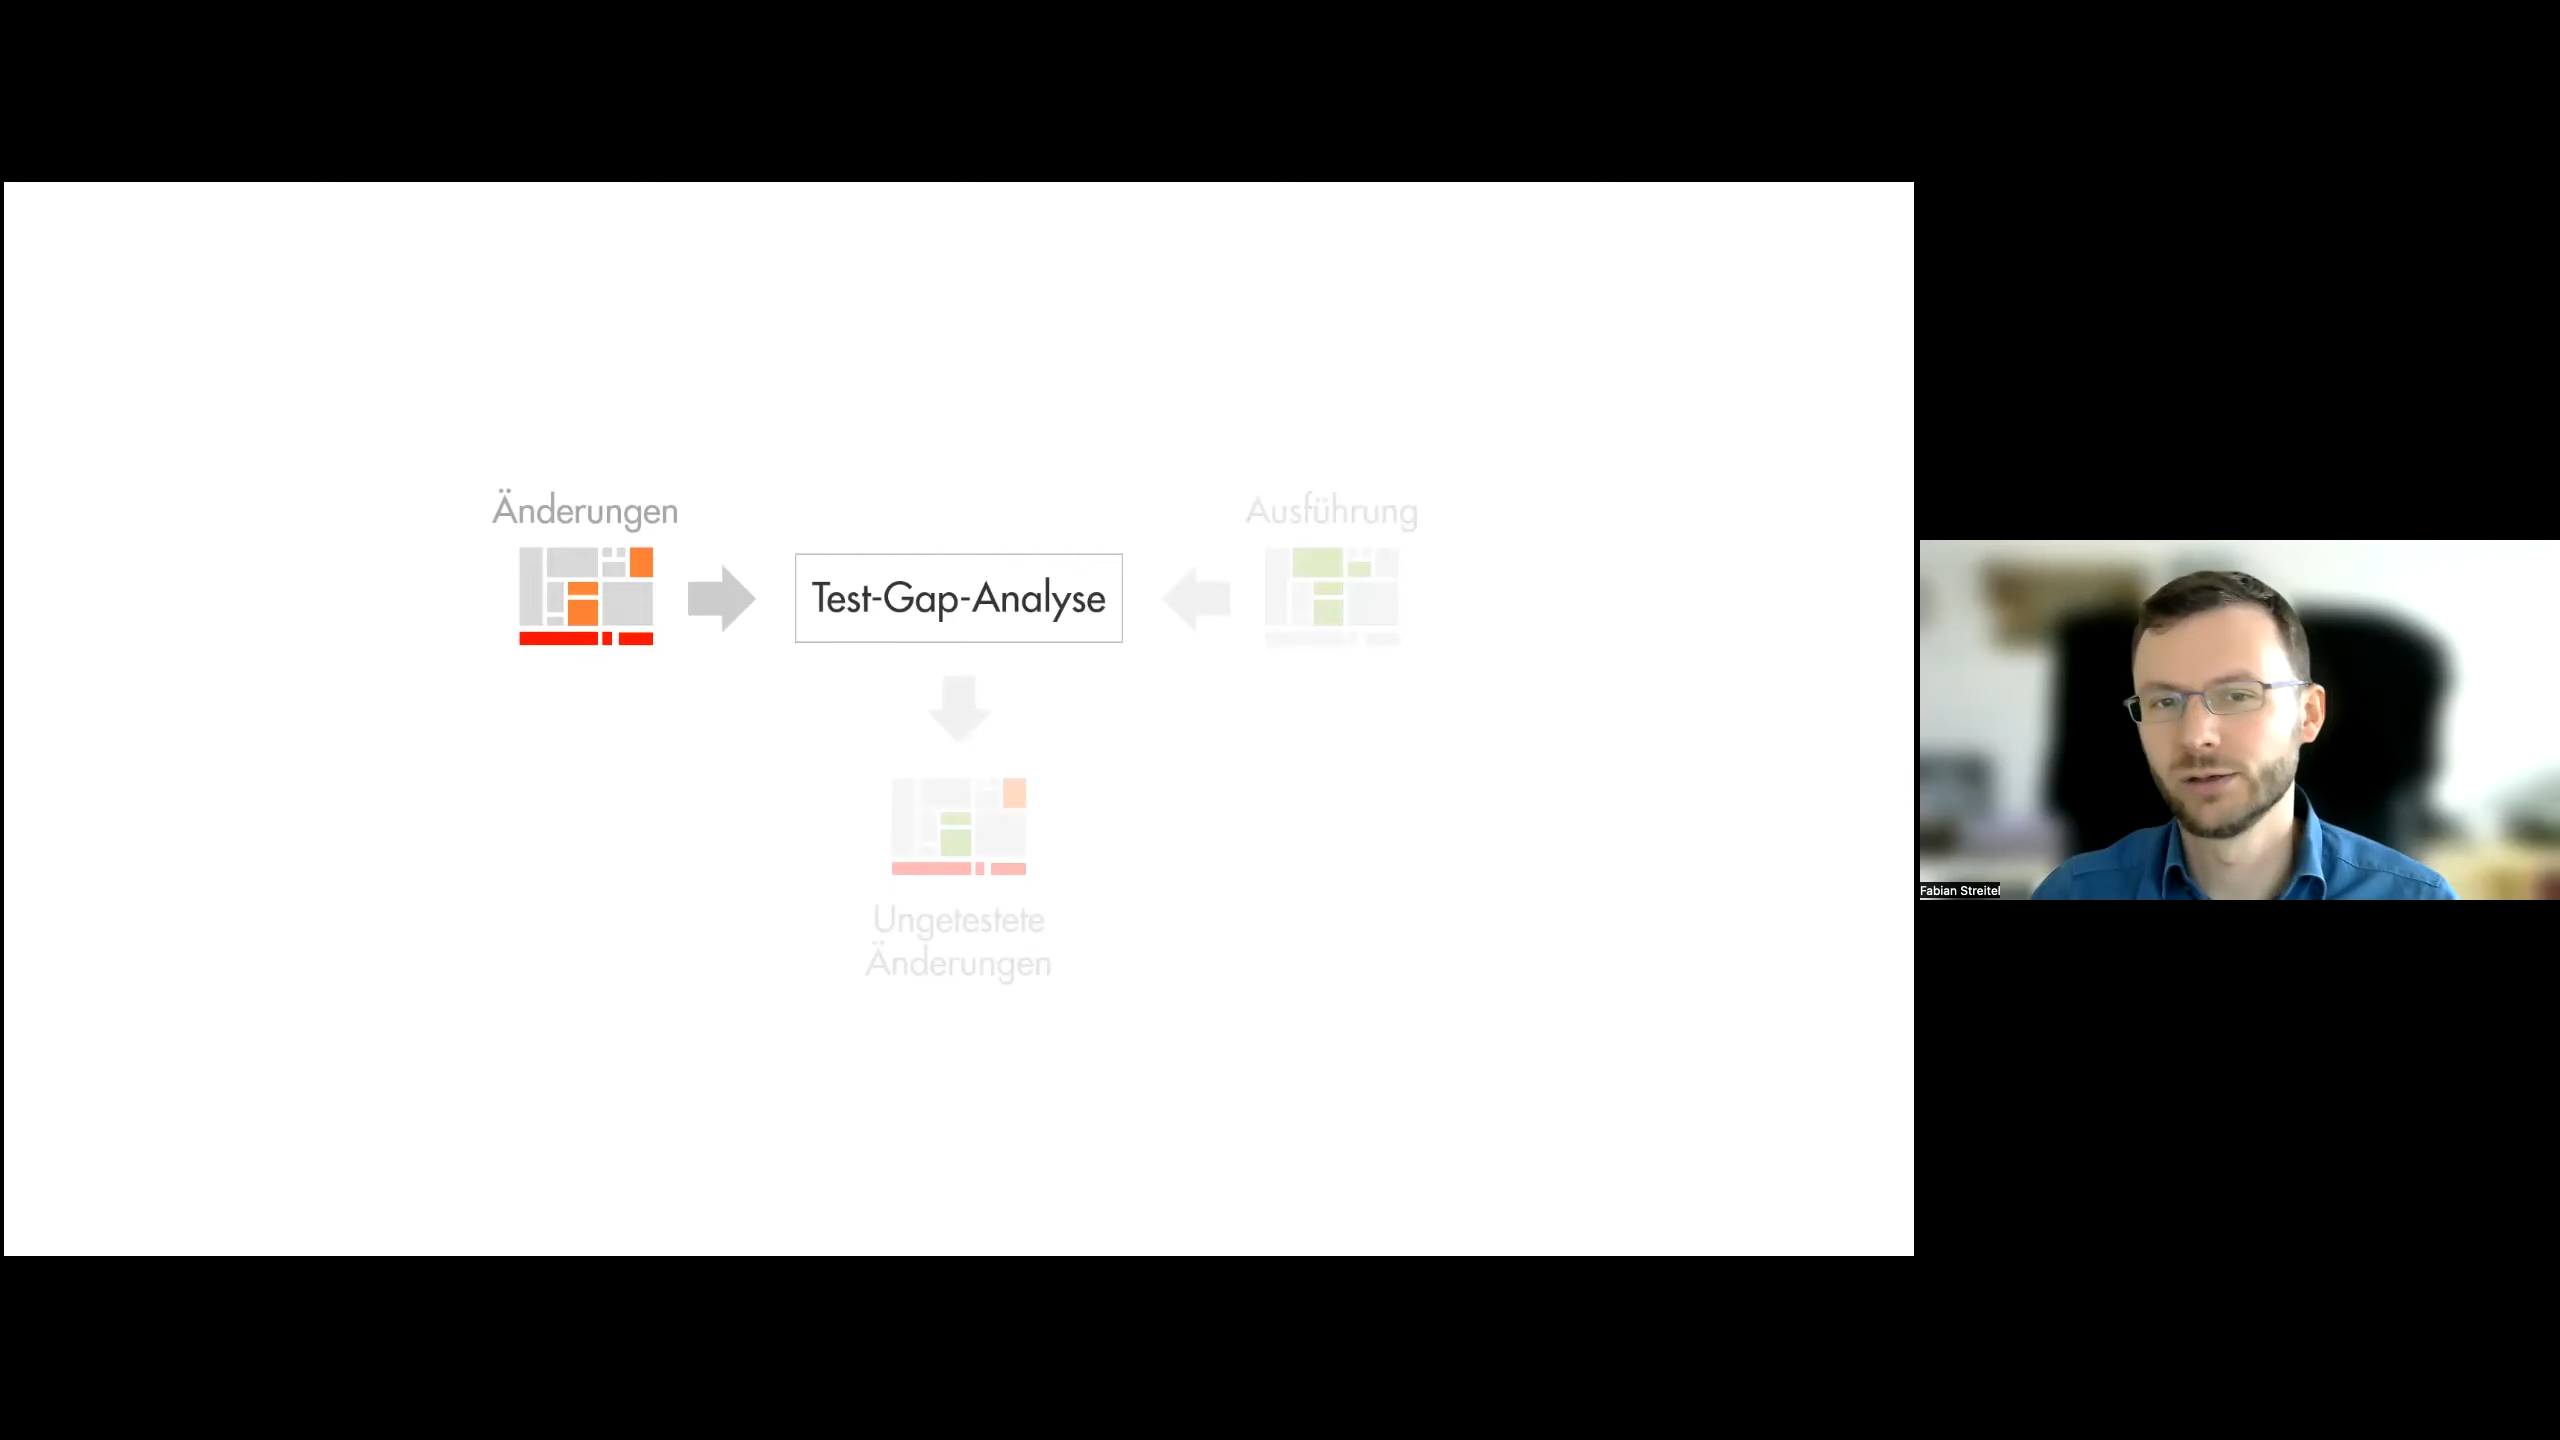 Änderungen
Ausführung
Test-Gap-Analyse
Ungetestete
Änderungen
Fabian Streitel